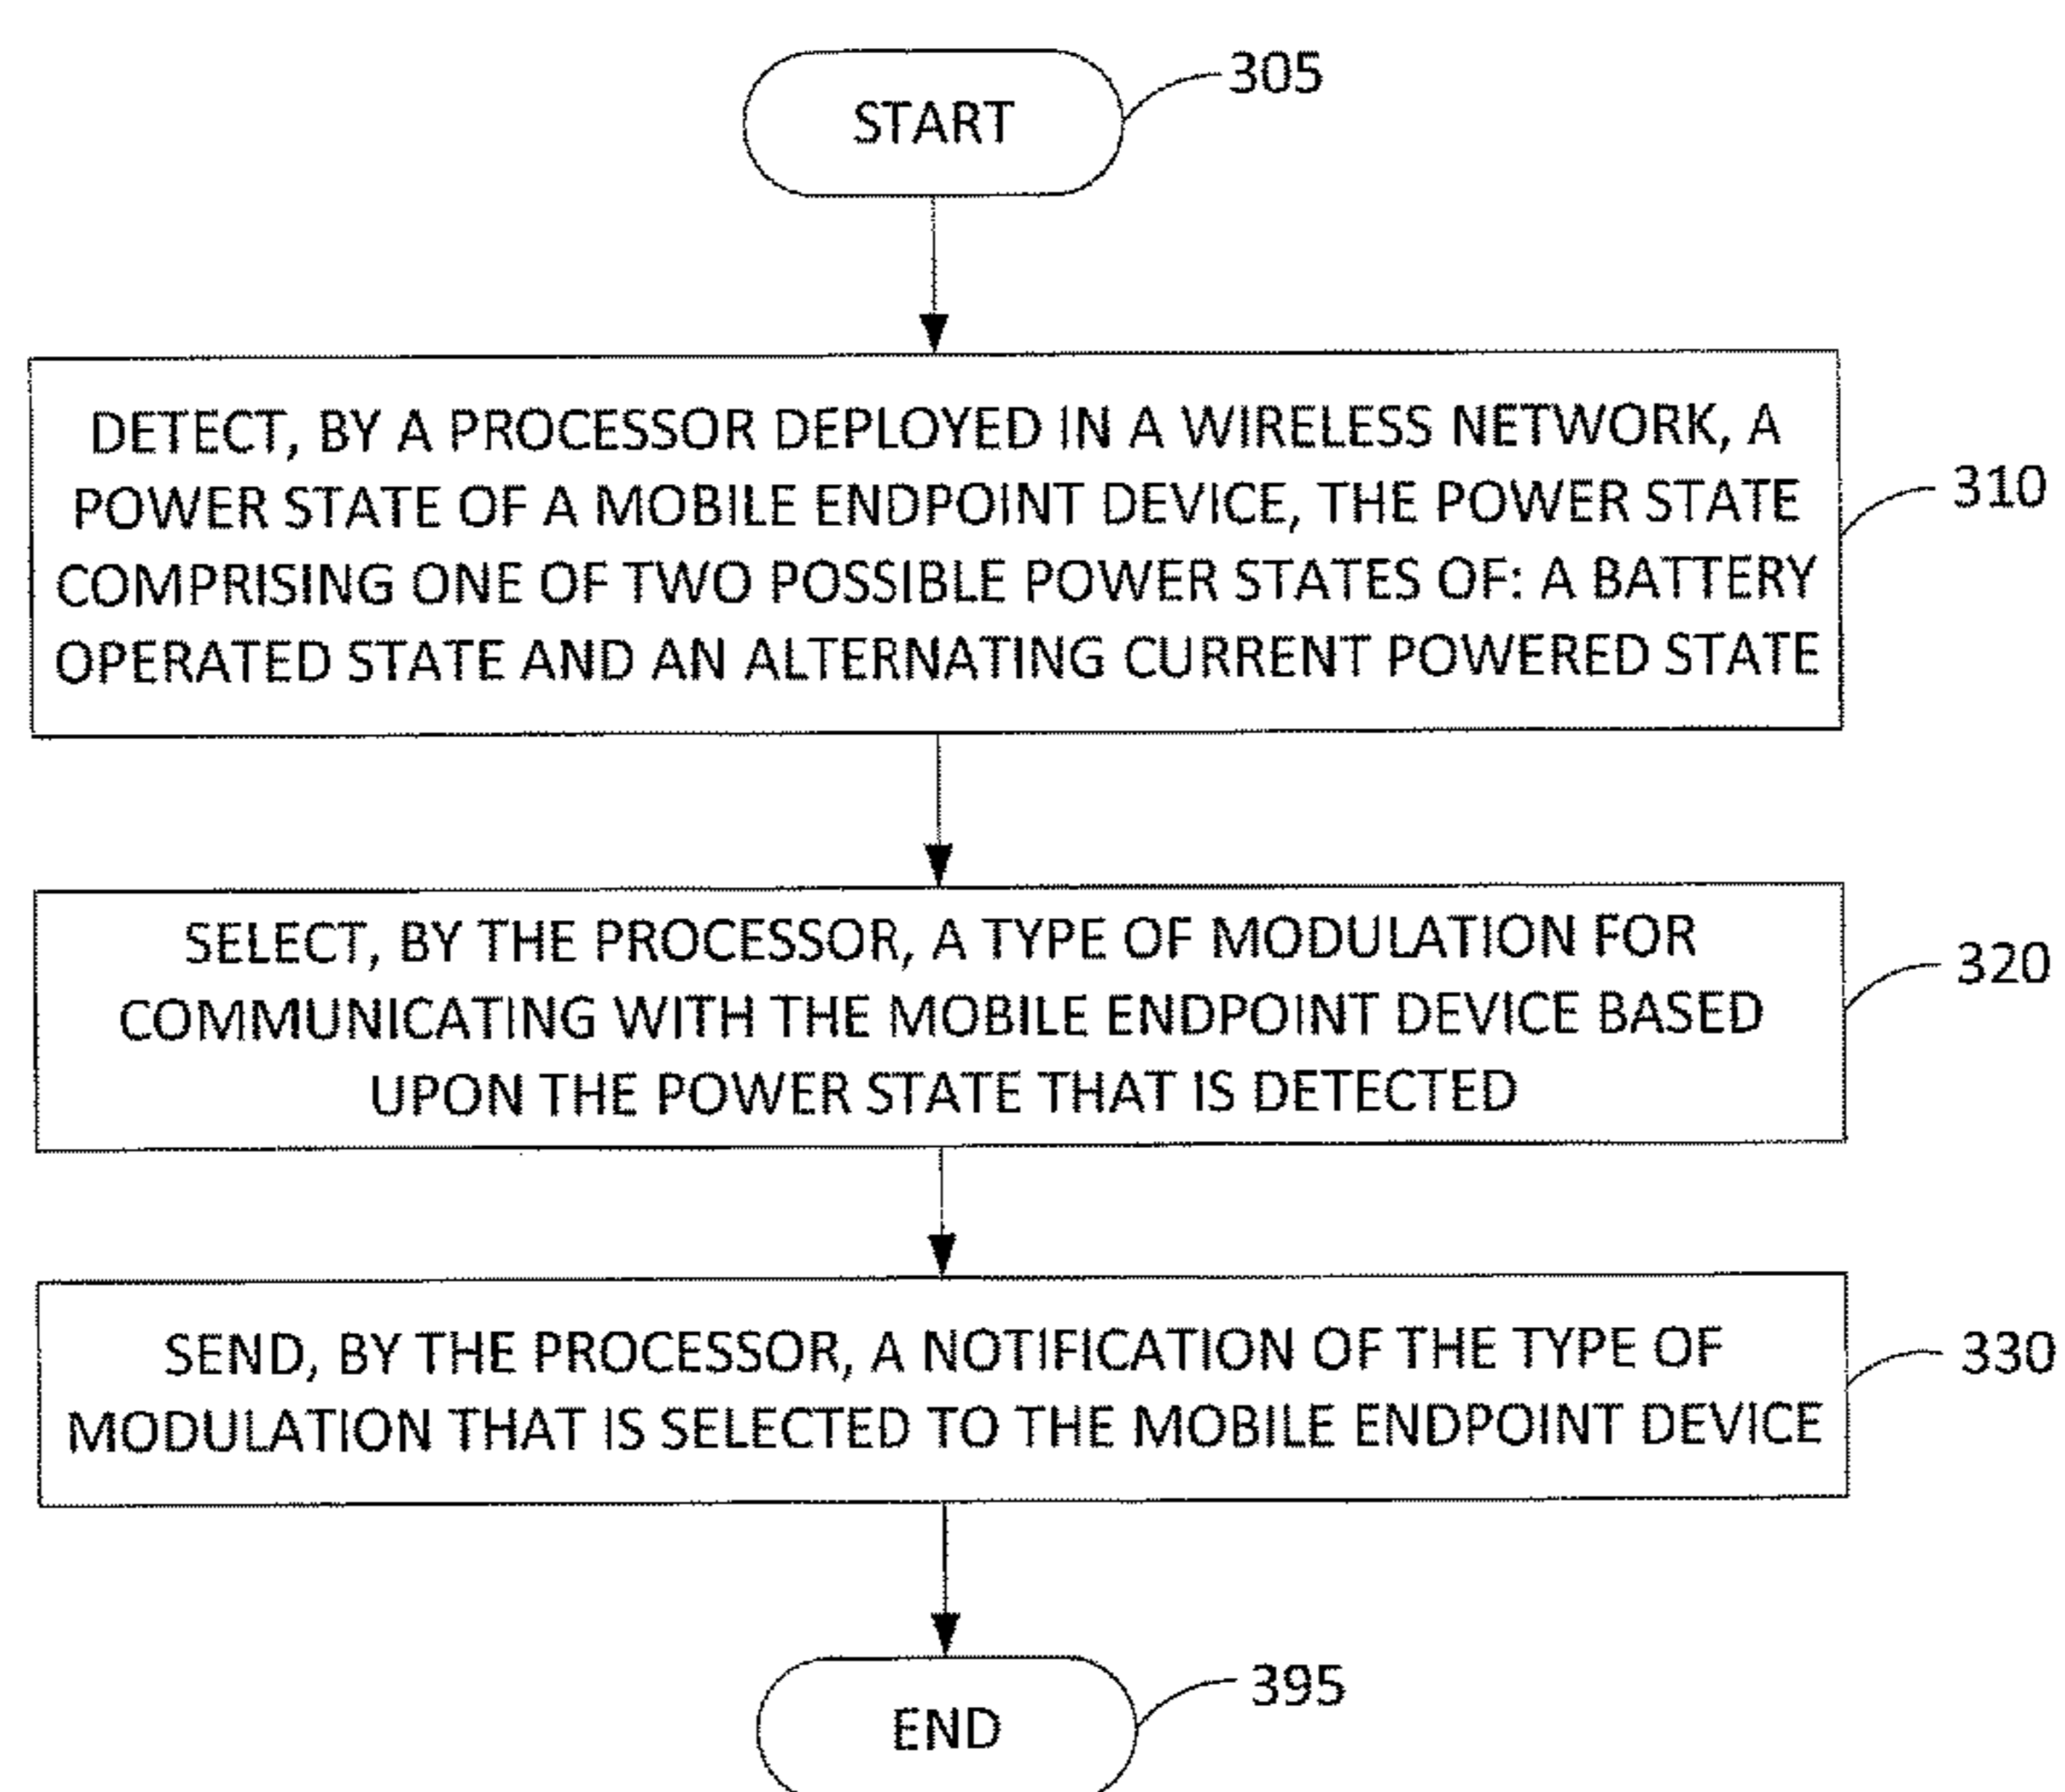 START
305
DETECT, BY A PROCESSOR DEPLOYED IN A WIRELESS NETWORK, A
POWER STATE OF A MOBILE ENDPOINT DEVICE, THE POWER STATE
COMPRISING ONE OF TWO POSSIBLE POWER STATES OF: A BATTERY
OPERATED STATE AND AN ALTERNATING CURRENT POWERED STATE
310
SELECT, BY THE PROCESSOR, A TYPE OF MODULATION FOR
COMMUNICATING WITH THE MOBILE ENDPOINT DEVICE BASED
UPON THE POWER STATE THAT IS DETECTED
320
SEND, BY THE PROCESSOR, A NOTIFICATION OF THE TYPE OF
MODULATION THAT IS SELECTED TO THE MOBILE ENDPOINT DEVICE
330
END
395